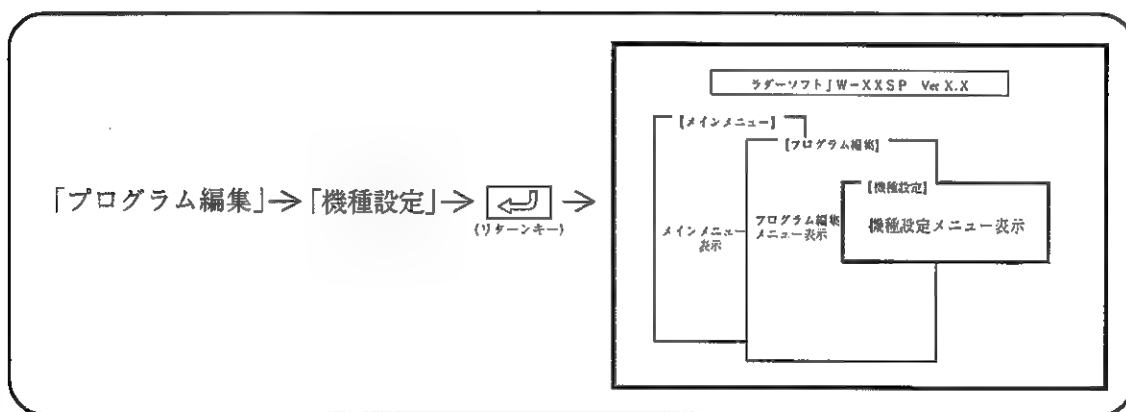 「プログラム編集」→「機種設定」→ →
(リターンキー)
ラダーソフトJW-XXSP Ver X.X
【メインメニュー】
【プログラム編集】
【機種設定】
メインメニュー
表示
プログラム編集
メニュー表示
機種設定メニュー表示